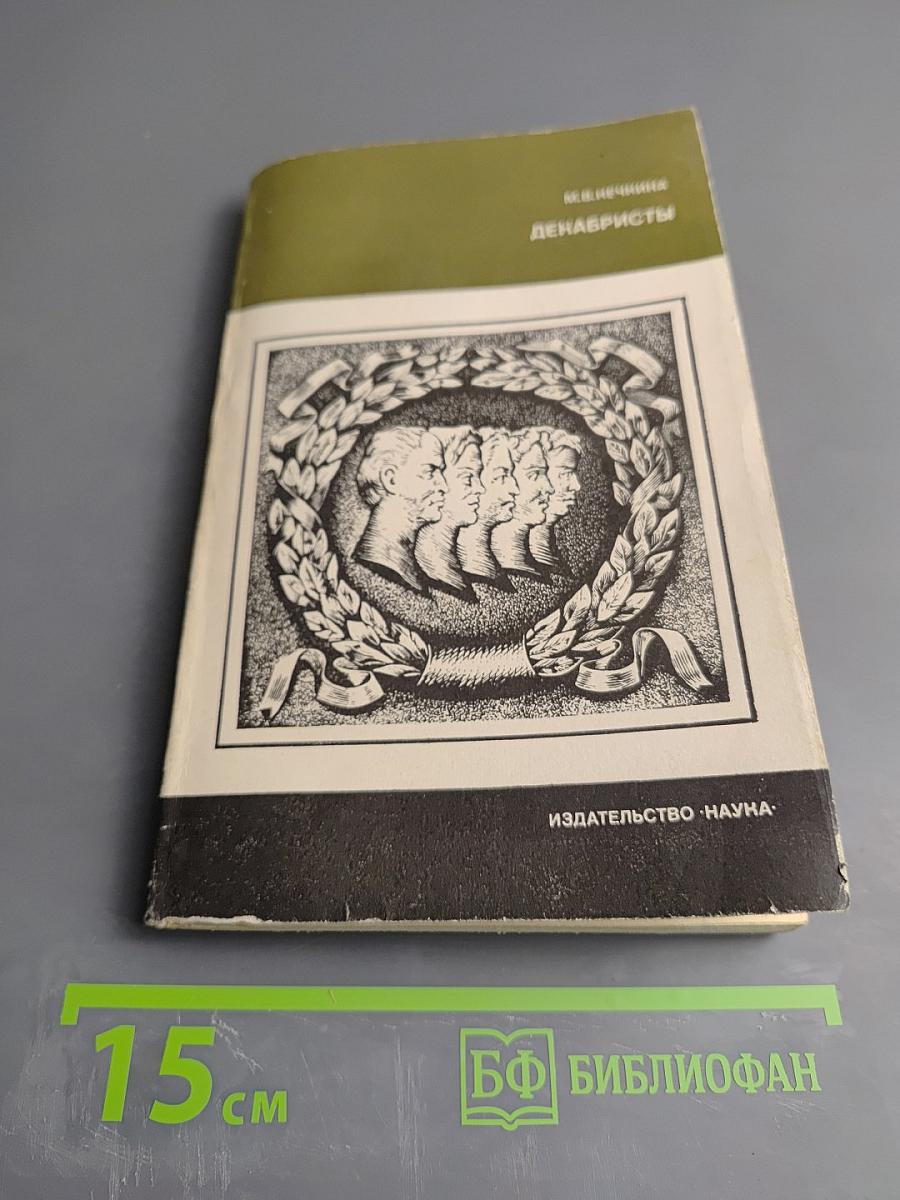 М.В.НЕЧКИНА
ДЕКАБРИСТЫ
ИЗДАТЕЛЬСТВО ·НАУКА·
15 см
БФ БИБЛИОФАН